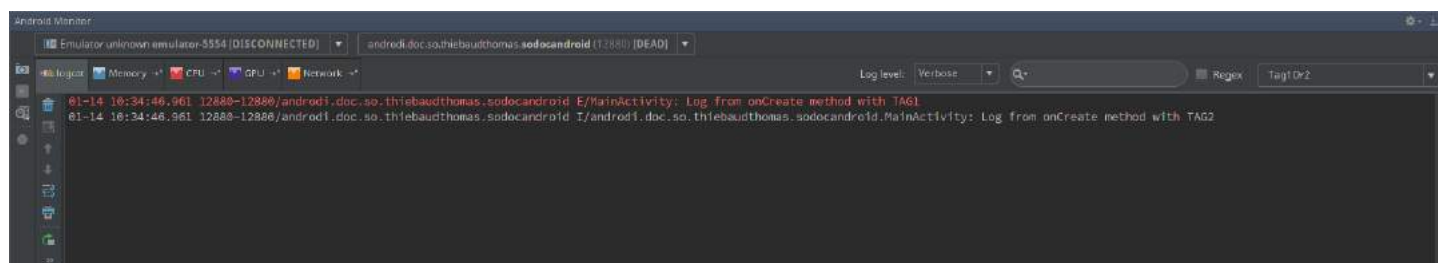 Android Monitor
Emulator unknown emulator-5554 [DISCONNECTED] androdi.doc.so.thiebaudthomas.sodocandroid (12880) [DEAD]
logcat Memory CPU GPU Network Log level: Verbose Regex Tag1Or2
01-14 10:34:46.961 12880-12880/androdi.doc.so.thiebaudthomas.sodocandroid E/MainActivity: Log from onCreate method with TAG1
01-14 10:34:46.961 12880-12880/androdi.doc.so.thiebaudthomas.sodocandroid I/androdi.doc.so.thiebaudthomas.sodocandroid.MainActivity: Log from onCreate method with TAG2